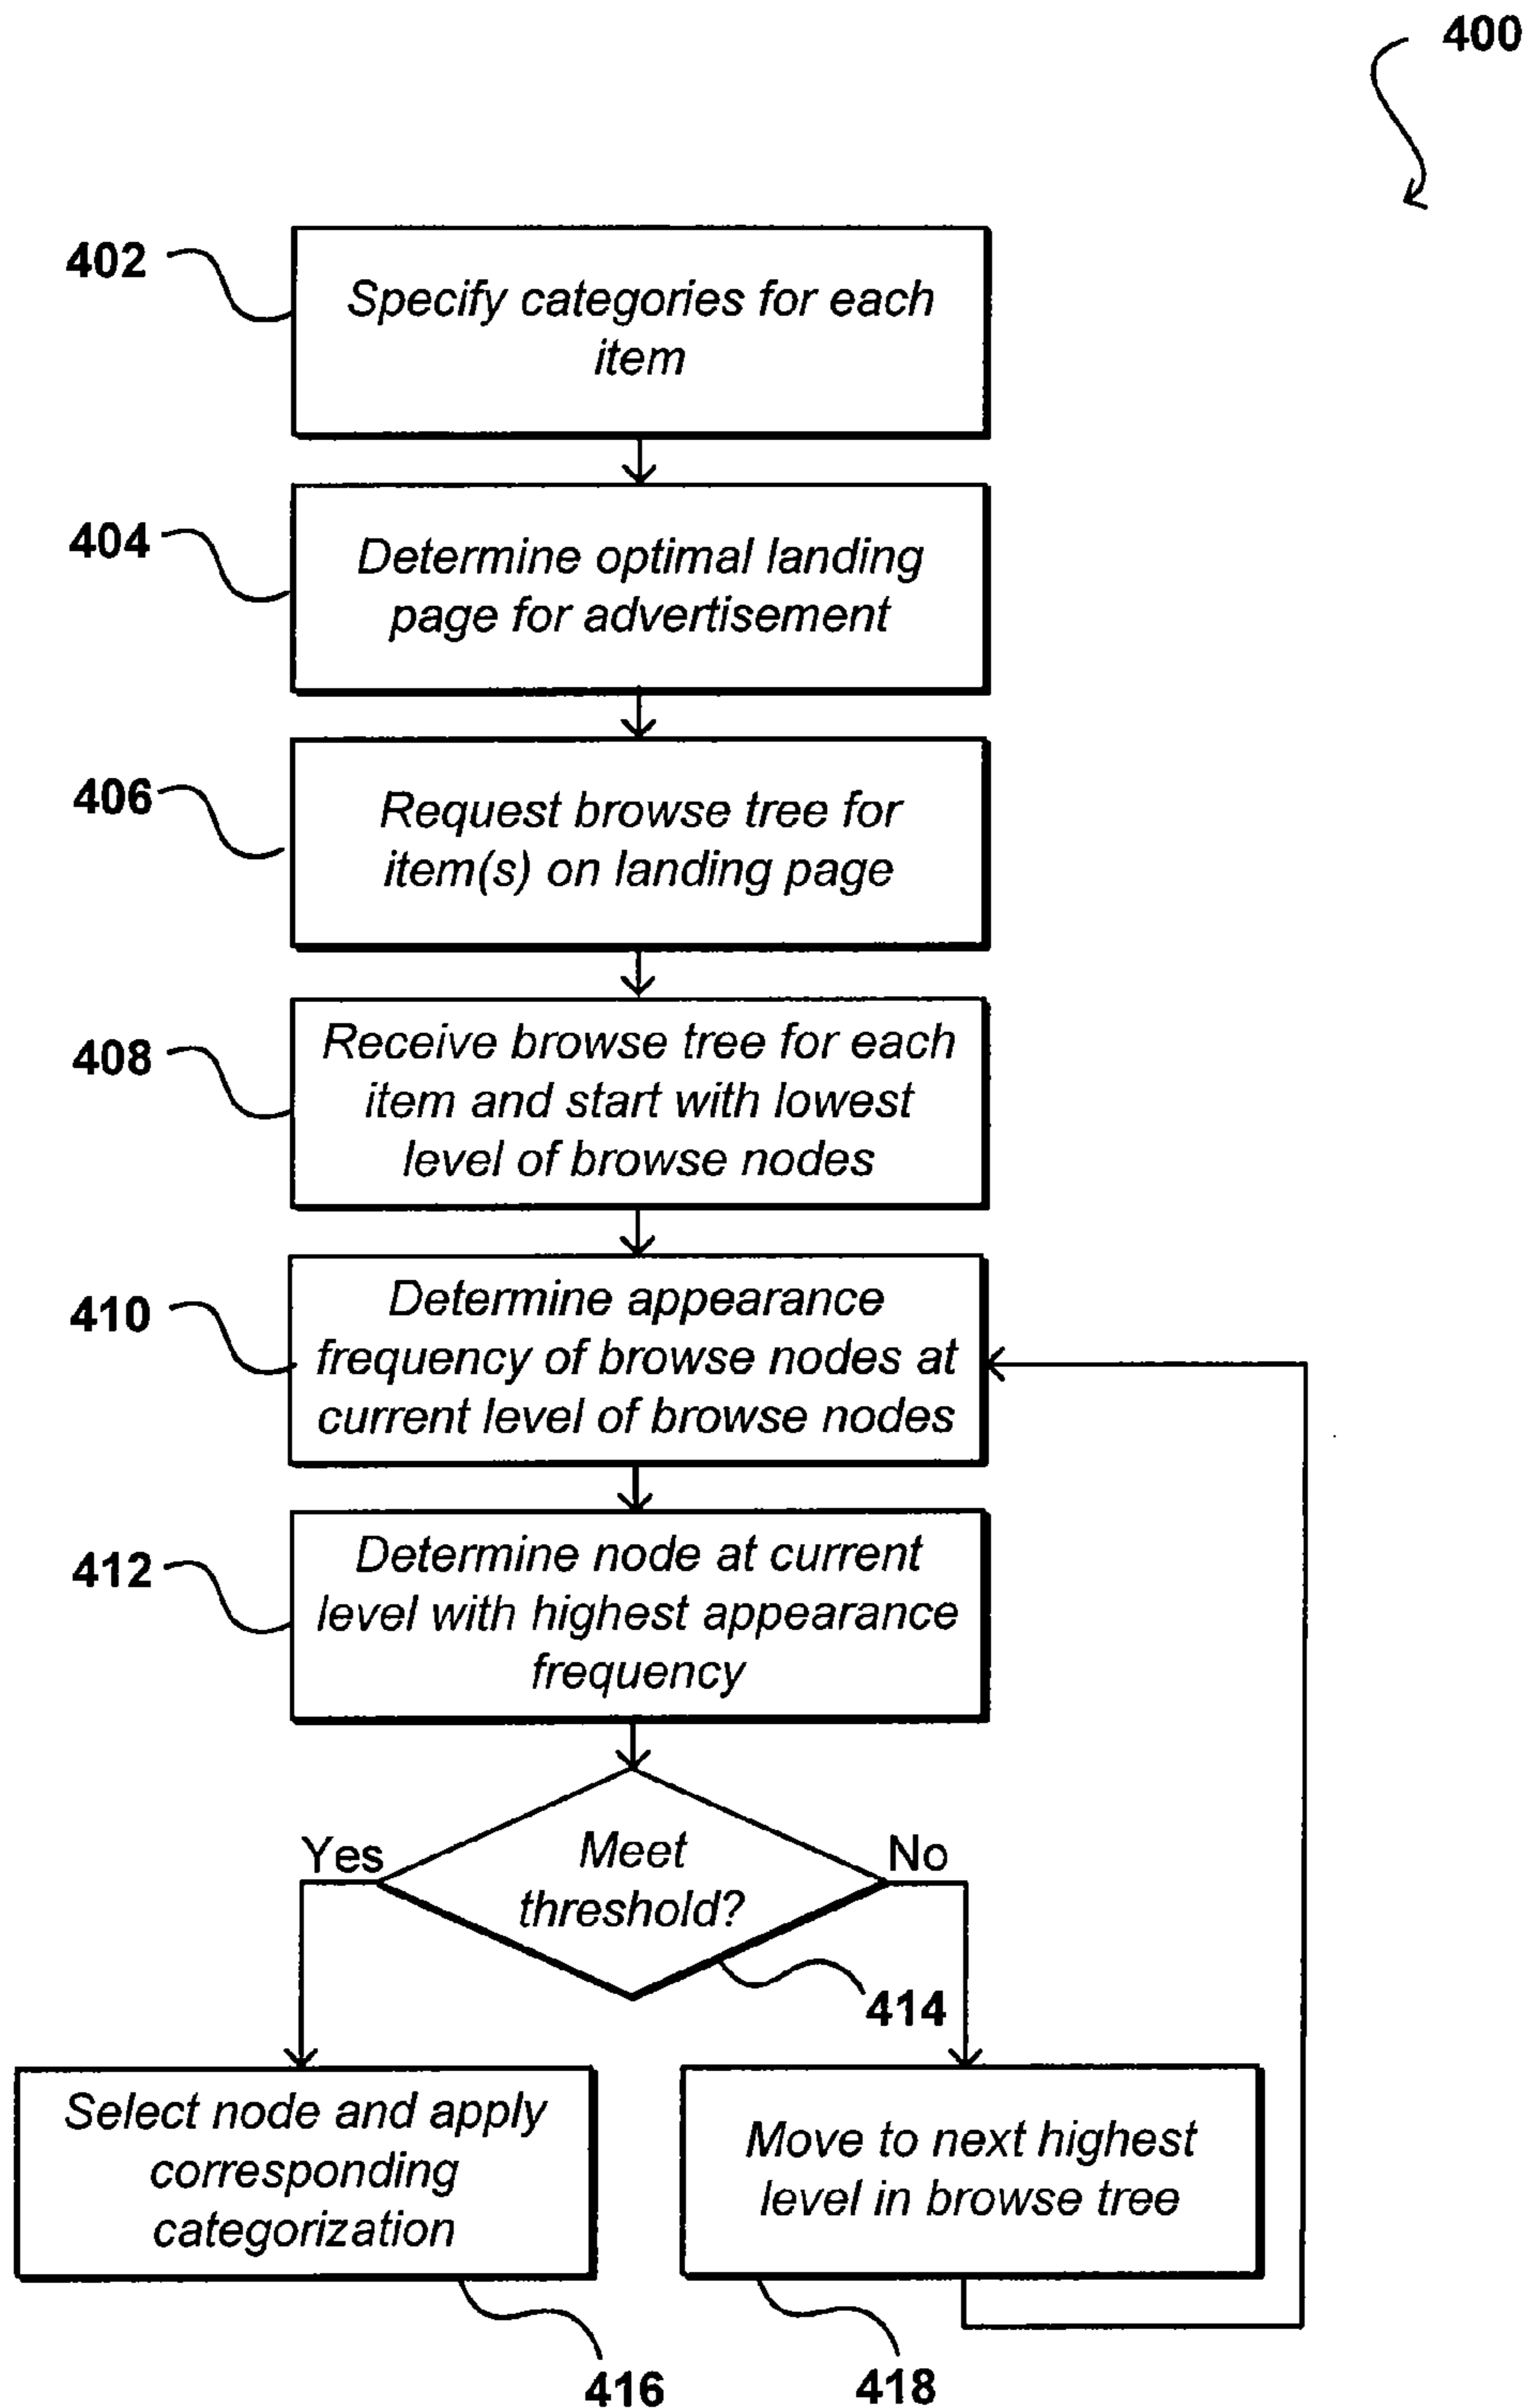 400
402
Specify categories for each
item
404
Determine optimal landing
page for advertisement
406
Request browse tree for
item(s) on landing page
408
Receive browse tree for each
item and start with lowest
level of browse nodes
410
Determine appearance
frequency of browse nodes at
current level of browse nodes
412
Determine node at current
level with highest appearance
frequency
Yes
Meet
threshold?
No
414
Select node and apply
corresponding
categorization
Move to next highest
level in browse tree
416
418